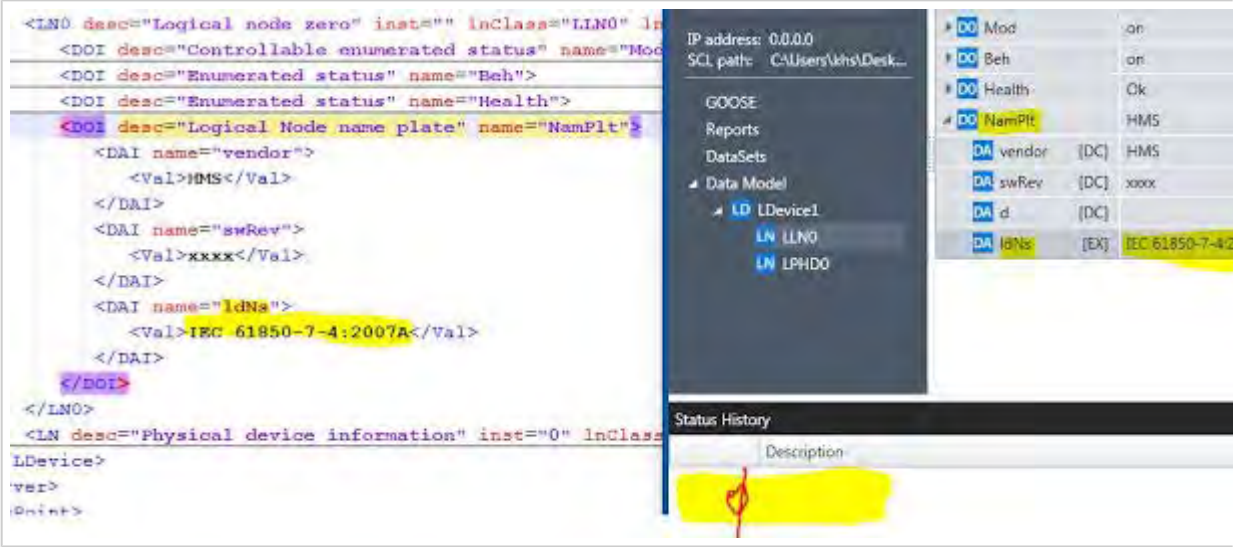 <LN0 desc="Logical node zero" inst="" lnClass="LLN0" ln
<DOI desc="Controllable enumerated status" name="Mod
<DOI desc="Enumerated status" name="Beh">
<DOI desc="Enumerated status" name="Health">
<DOI desc="Logical Node name plate" name="NamPlt">
<DAI name="vendor">
<Val>HMS</Val>
</DAI>
<DAI name="swRev">
<Val>xxxx</Val>
</DAI>
<DAI name="ldNs">
<Val>IEC 61850-7-4:2007A</Val>
</DAI>
</DOI>
</LN0>
<LN desc="Physical device information" inst="0" lnClass
LDevice>
ver>
Point>
IP address: 0.0.0.0
SCL path: C:\Users\khs\Desk...
GOOSE
Reports
DataSets
Data Model
LD LDevice1
LN LLN0
LN LPHD0
DO Mod on
DO Beh on
DO Health Ok
DO NamPlt HMS
DA vendor [DC] HMS
DA swRev [DC] xxxx
DA d [DC]
DA ldNs [EX] IEC 61850-7-4:2
Status History
Description